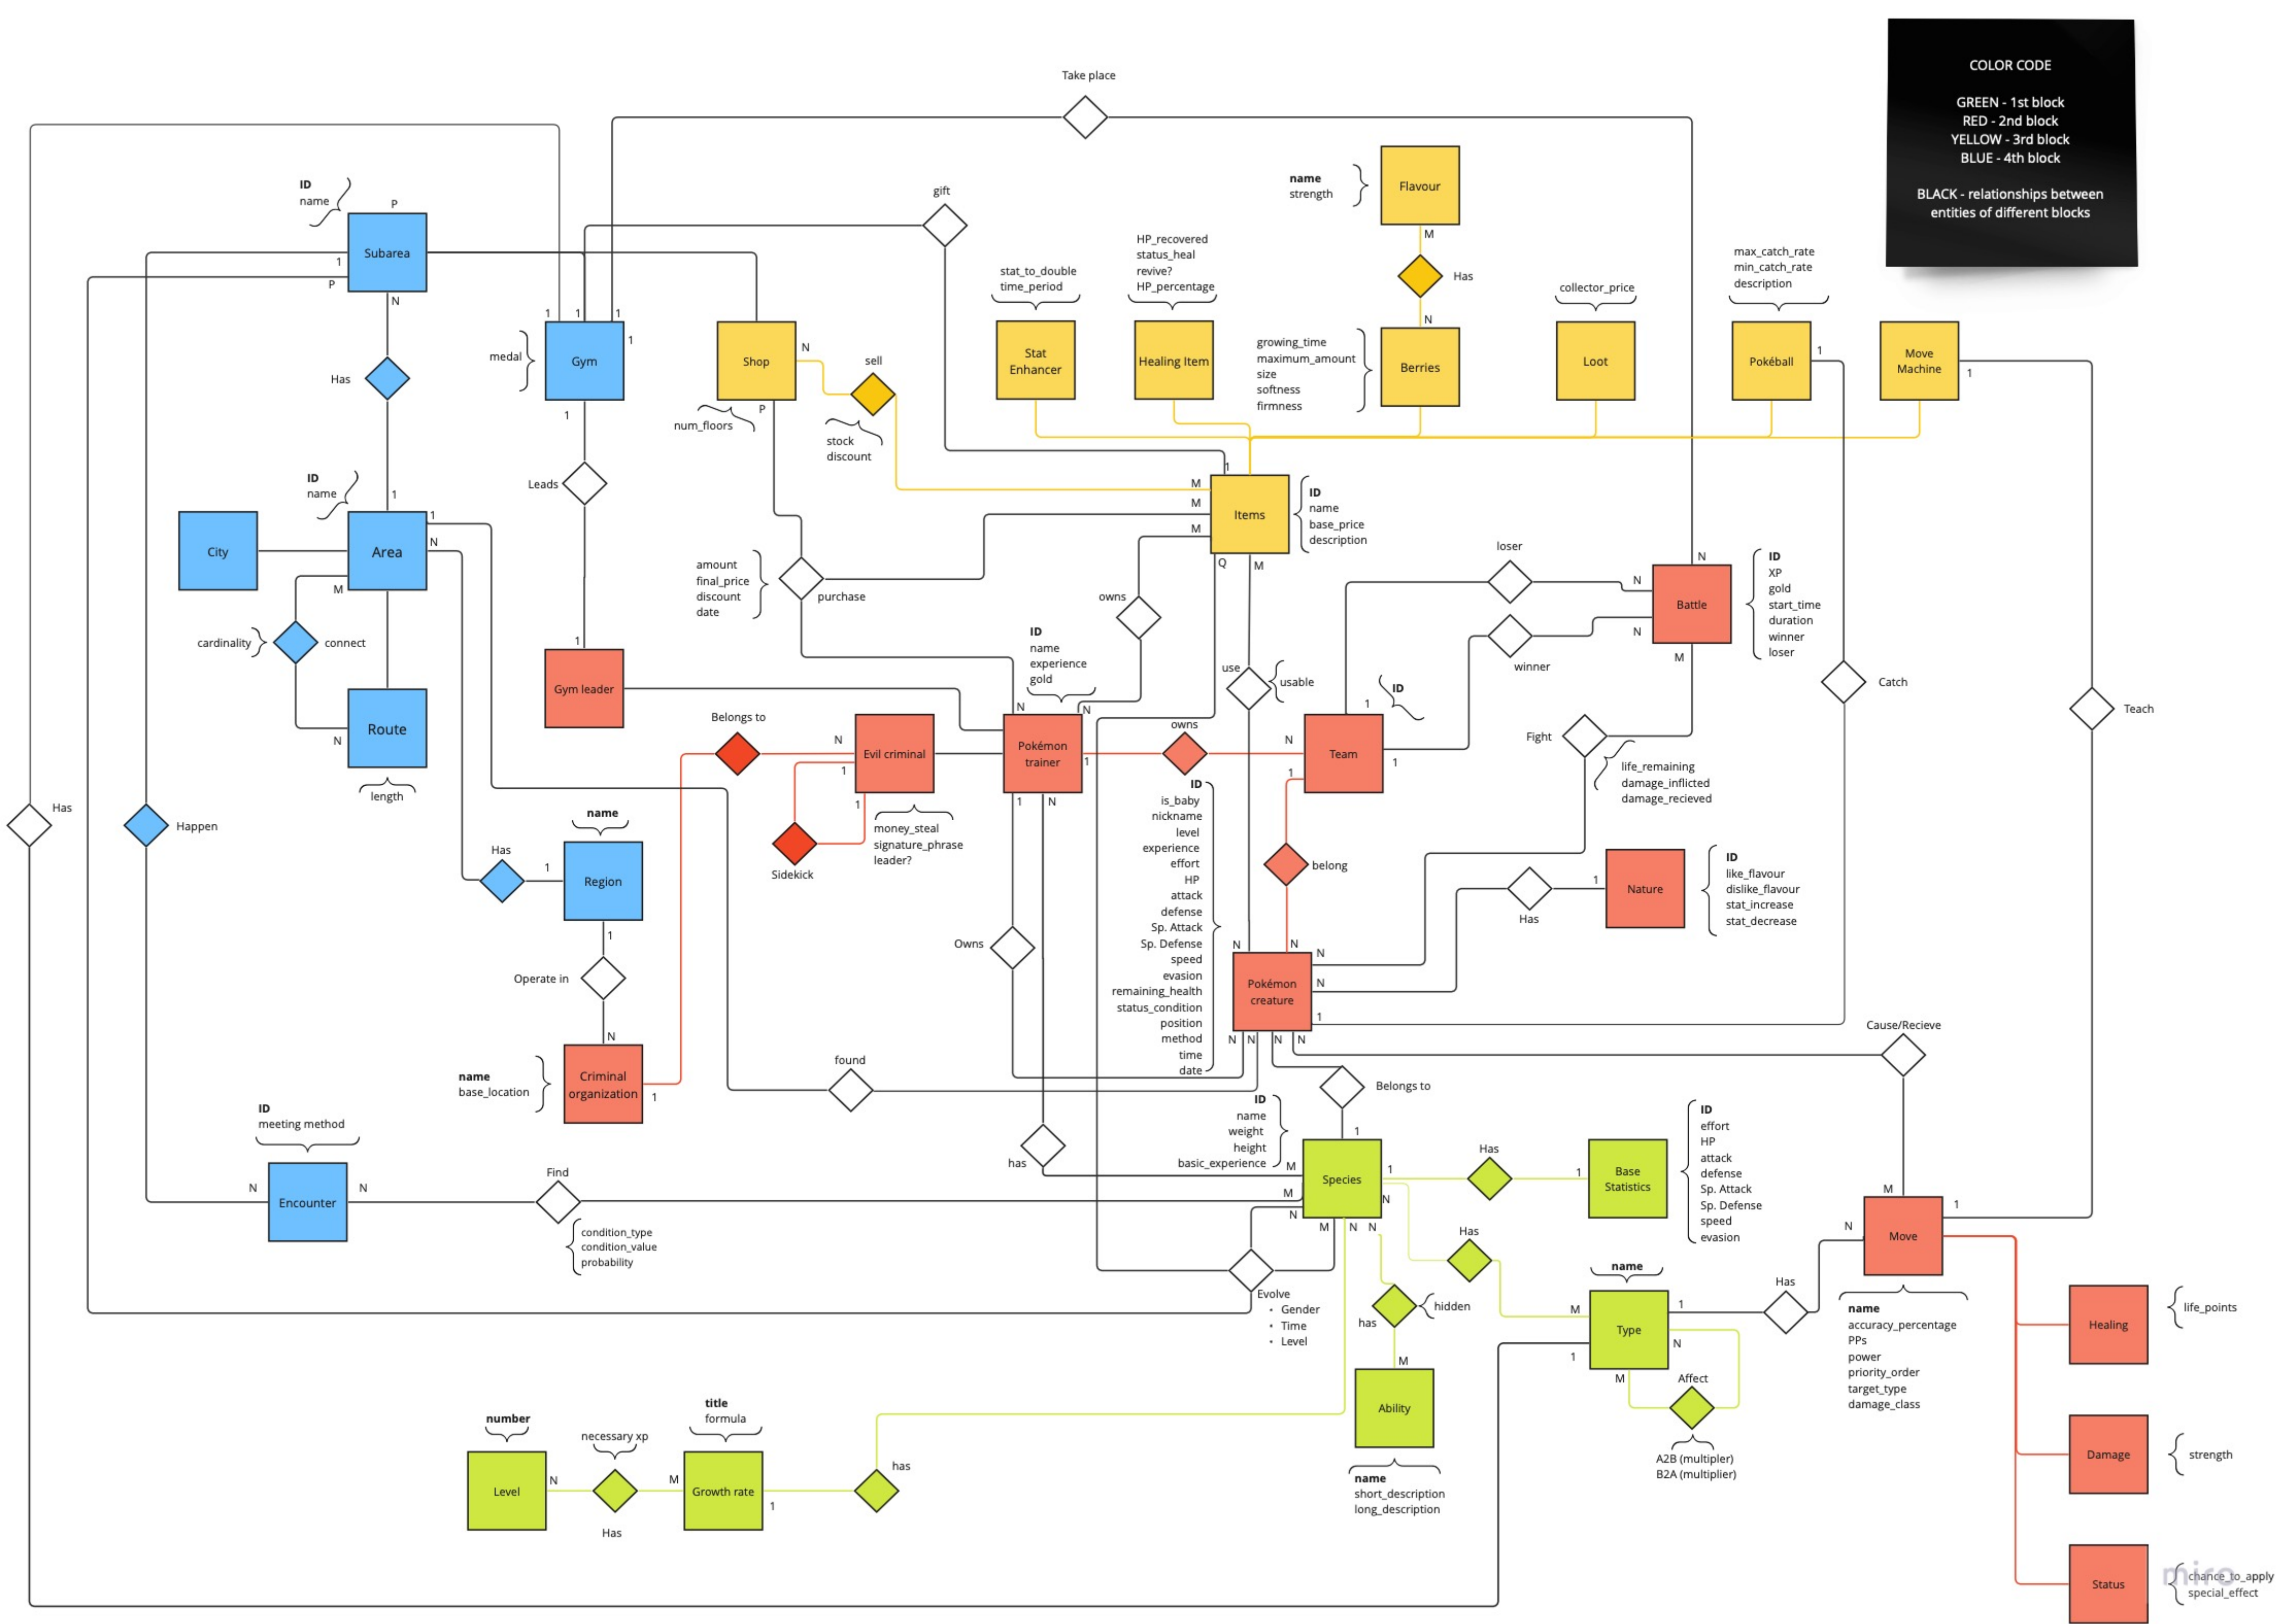 COLOR CODE
GREEN - 1st block
RED - 2nd block
YELLOW - 3rd block
BLUE - 4th block
BLACK - relationships between
entities of different blocks
Take place
gift
ID
name
P
Subarea
1
P
N
Has
1
ID
name
Area
1
N
M
City
cardinality
connect
N
Route
length
1
1
1
1
medal
Gym
1
Leads
1
Gym leader
Shop
N
P
num_floors
sell
stock
discount
name
strength
Flavour
M
Has
N
stat_to_double
time_period
Stat
Enhancer
HP_recovered
status_heal
revive?
HP_percentage
Healing Item
growing_time
maximum_amount
size
softness
firmness
Berries
collector_price
Loot
max_catch_rate
min_catch_rate
description
Pokéball
1
Move
Machine
1
1
M
M
M
Items
Q
M
ID
name
base_price
description
amount
final_price
discount
date
purchase
owns
use
usable
ID
name
experience
gold
N
N
Pokémon
trainer
1
1
N
owns
N
Team
1
1
1
ID
loser
winner
N
N
N
Battle
M
ID
XP
gold
start_time
duration
winner
loser
Fight
life_remaining
damage_inflicted
damage_recieved
Catch
Teach
Belongs to
N
Evil criminal
1
1
Sidekick
money_steal
signature_phrase
leader?
Has
Happen
name
Has
1
Region
1
Operate in
N
name
base_location
Criminal
organization
1
belong
ID
is_baby
nickname
level
experience
effort
HP
attack
defense
Sp. Attack
Sp. Defense
speed
evasion
remaining_health
status_condition
position
method
time
date
Has
1
Nature
ID
like_flavour
dislike_flavour
stat_increase
stat_decrease
Owns
N
N
N
N
1
Pokémon
creature
N
N
N
N
found
Belongs to
1
Cause/Recieve
ID
meeting method
N
Encounter
N
Find
condition_type
condition_value
probability
has
ID
name
weight
height
basic_experience
M
M
N
Species
1
N
M
N
N
Has
1
Base
Statistics
ID
effort
HP
attack
defense
Sp. Attack
Sp. Defense
speed
evasion
Has
M
name
Type
1
N
1
M
Affect
A2B (multipler)
B2A (multiplier)
Has
N
M
1
Move
name
accuracy_percentage
PPs
power
priority_order
target_type
damage_class
Evolve
• Gender
• Time
• Level
has
hidden
M
Ability
name
short_description
long_description
number
Level
N
necessary xp
Has
M
title
formula
Growth rate
1
has
Healing
life_points
Damage
strength
Status
chance_to_apply
special_effect
miro